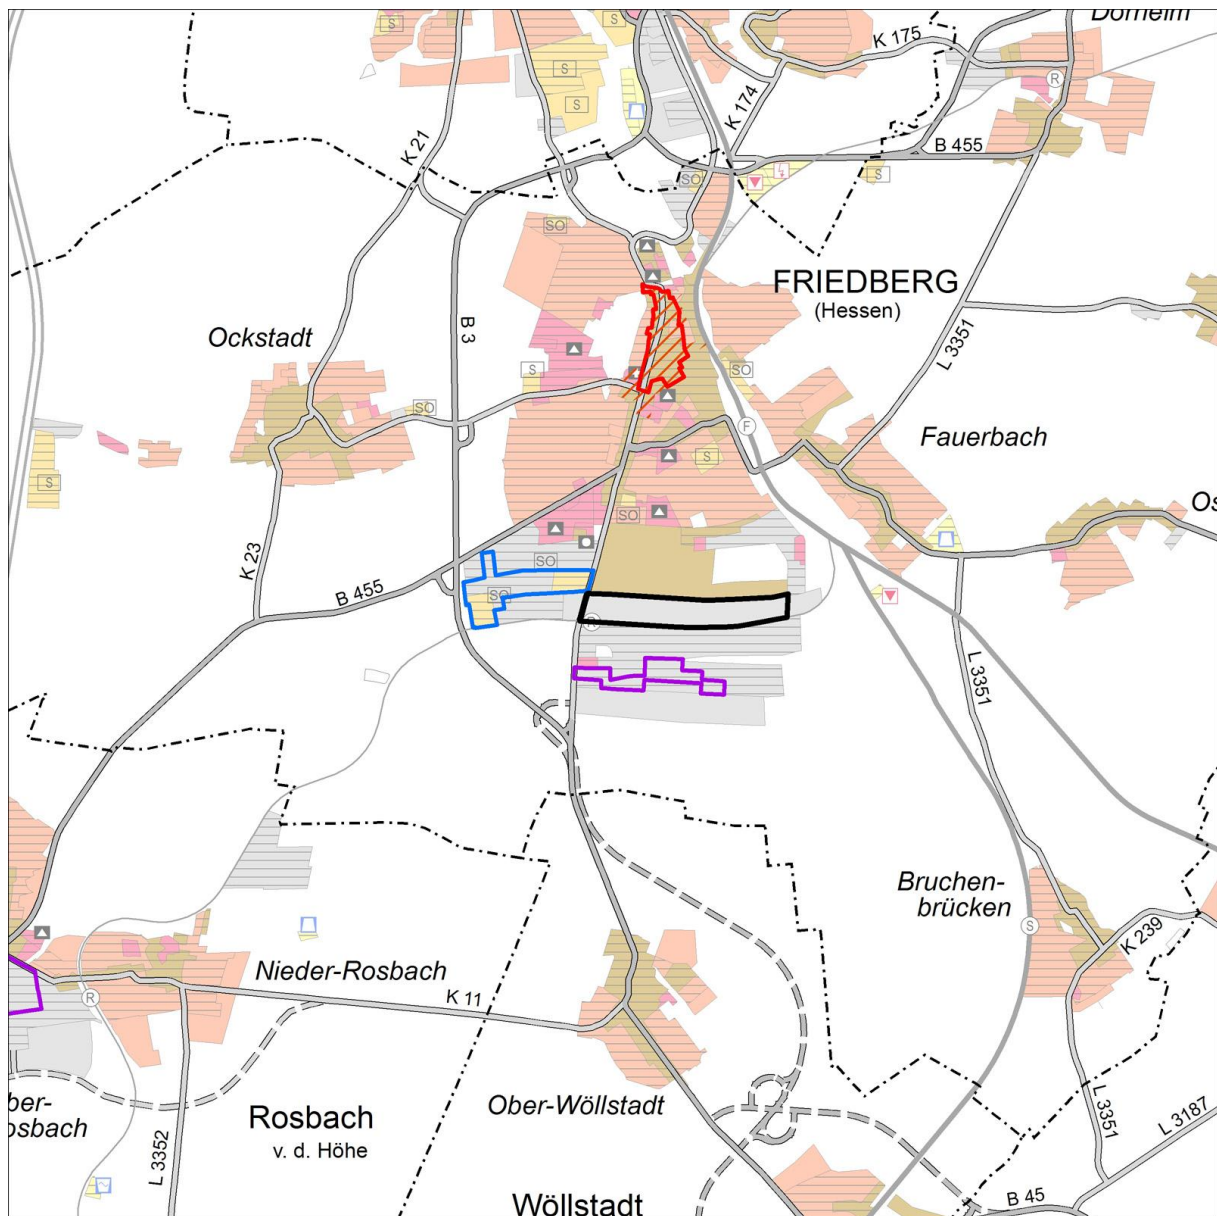 Dorheim
S
K 175
S
S
R
K 174
B 455
K 21
SO
S
SO
FRIEDBERG
(Hessen)
Ockstadt
B 3
L 3351
S
SO
SO
F
Fauerbach
S
S
Os
SO
K 23
SO
B 455
SO
R
L 3351
Bruchen-
brücken
S
K 239
Nieder-Rosbach
K 11
R
ber-
osbach
Rosbach
v. d. Höhe
Ober-Wöllstadt
L 3351
L 3187
L 3352
Wöllstadt
B 45